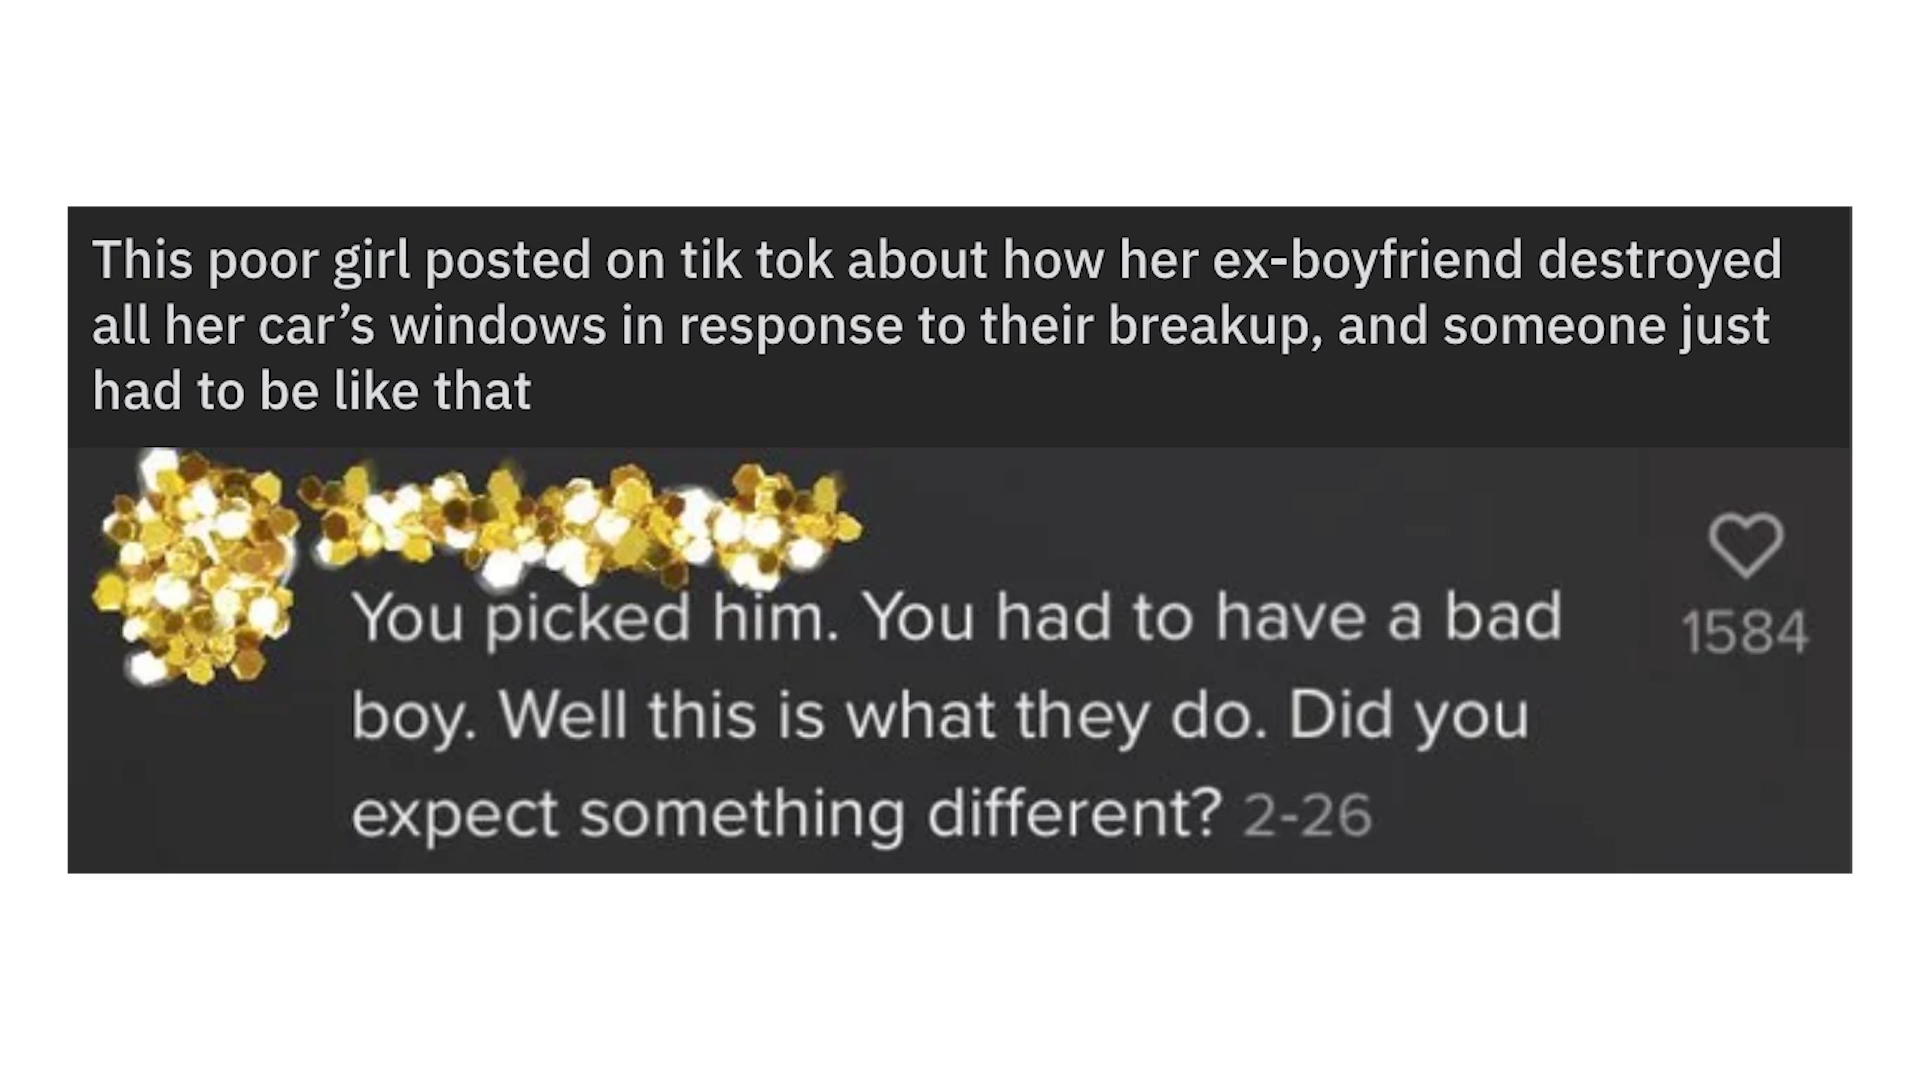 This poor girl posted on tik tok about how her ex-boyfriend destroyed
all her car’s windows in response to their breakup, and someone just
had to be like that
You picked him. You had to have a bad
boy. Well this is what they do. Did you
expect something different? 2-26
1584